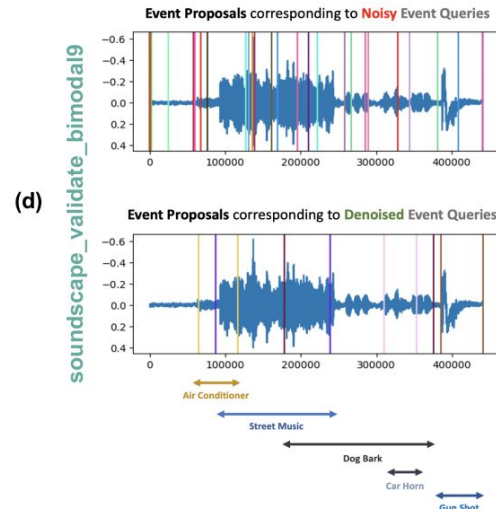 Event Proposals corresponding to Noisy Event Queries
−0.6
−0.4
−0.2
0.0
0.2
0.4
0 100000 200000 300000 400000
soundscape_validate_bimodal9
(d)
Event Proposals corresponding to Denoised Event Queries
−0.6
−0.4
−0.2
0.0
0.2
0.4
0 100000 200000 300000 400000
Air Conditioner
Street Music
Dog Bark
Car Horn
Gun Shot